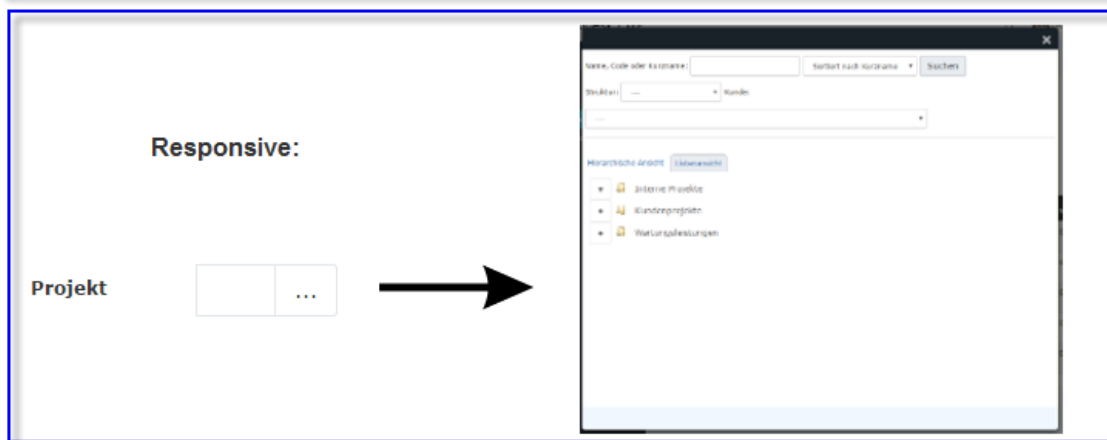 Responsive:
Projekt
...
Name, Code oder Kurzname:
Sortiert nach Kurzname
Suchen
Struktur:
---
Kunde:
---
Hierarchische Ansicht
Listenansicht
Interne Projekte
Kundenprojekte
Wartungsleistungen